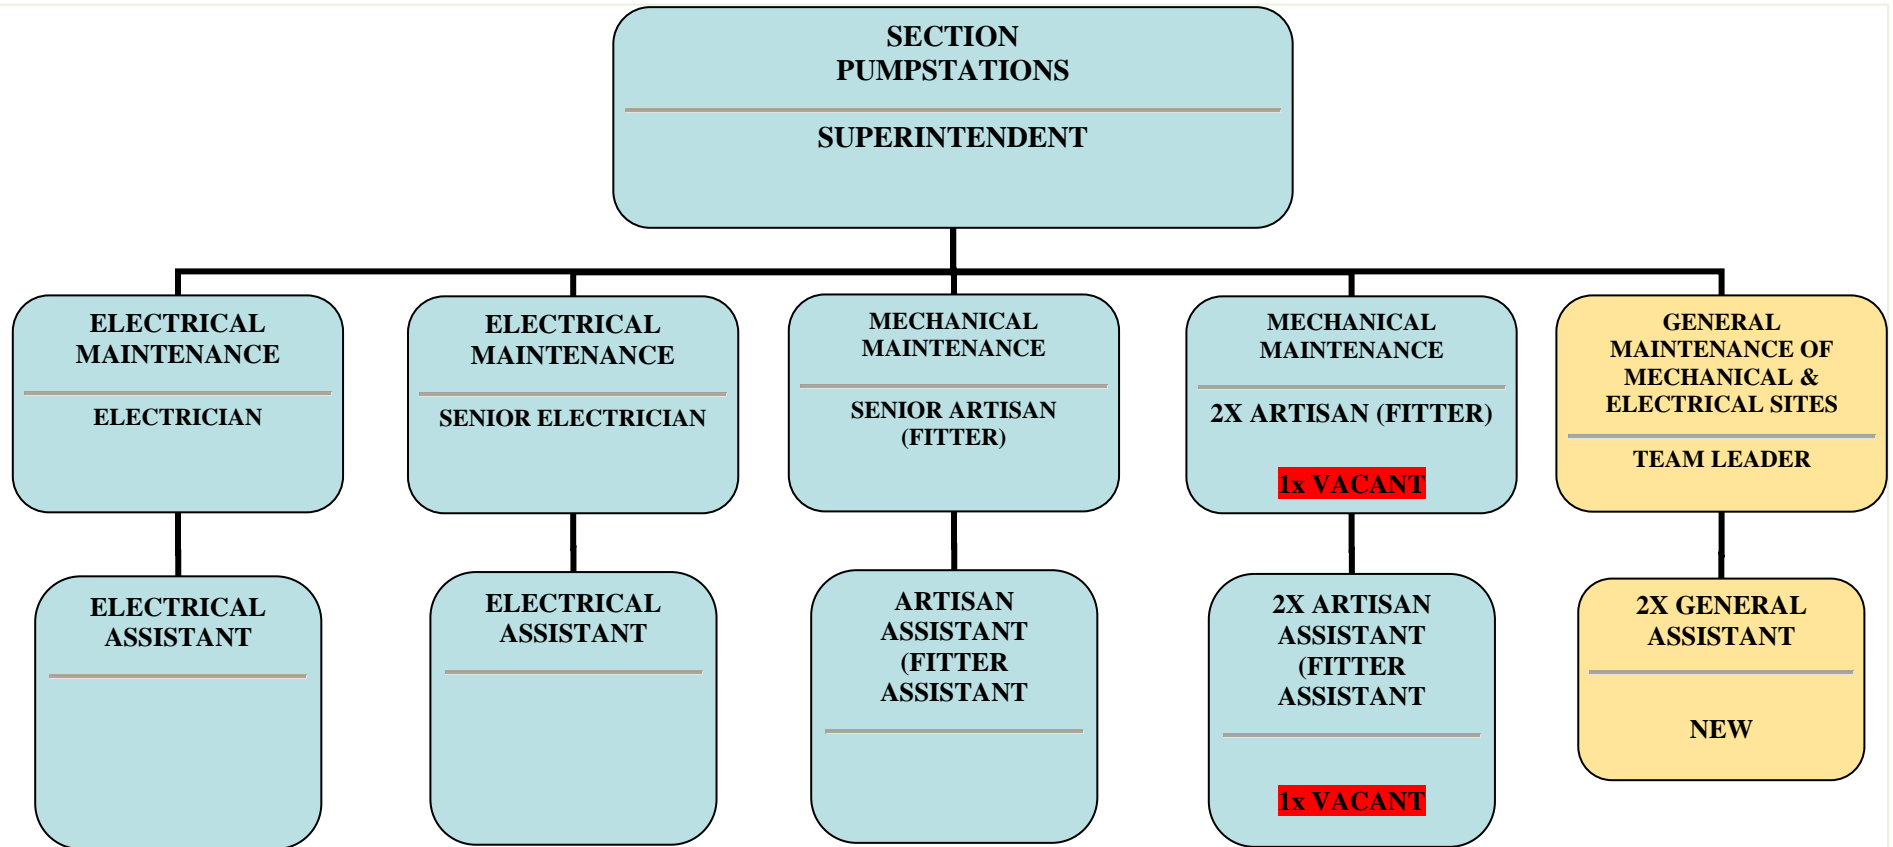 SECTION
PUMPSTATIONS
SUPERINTENDENT
ELECTRICAL
MAINTENANCE
ELECTRICIAN
ELECTRICAL
MAINTENANCE
SENIOR ELECTRICIAN
MECHANICAL
MAINTENANCE
SENIOR ARTISAN
(FITTER)
MECHANICAL
MAINTENANCE
2X ARTISAN (FITTER)
1x VACANT
GENERAL
MAINTENANCE OF
MECHANICAL &
ELECTRICAL SITES
TEAM LEADER
ELECTRICAL
ASSISTANT
ELECTRICAL
ASSISTANT
ARTISAN
ASSISTANT
(FITTER
ASSISTANT
2X ARTISAN
ASSISTANT
(FITTER
ASSISTANT
1x VACANT
2X GENERAL
ASSISTANT
NEW